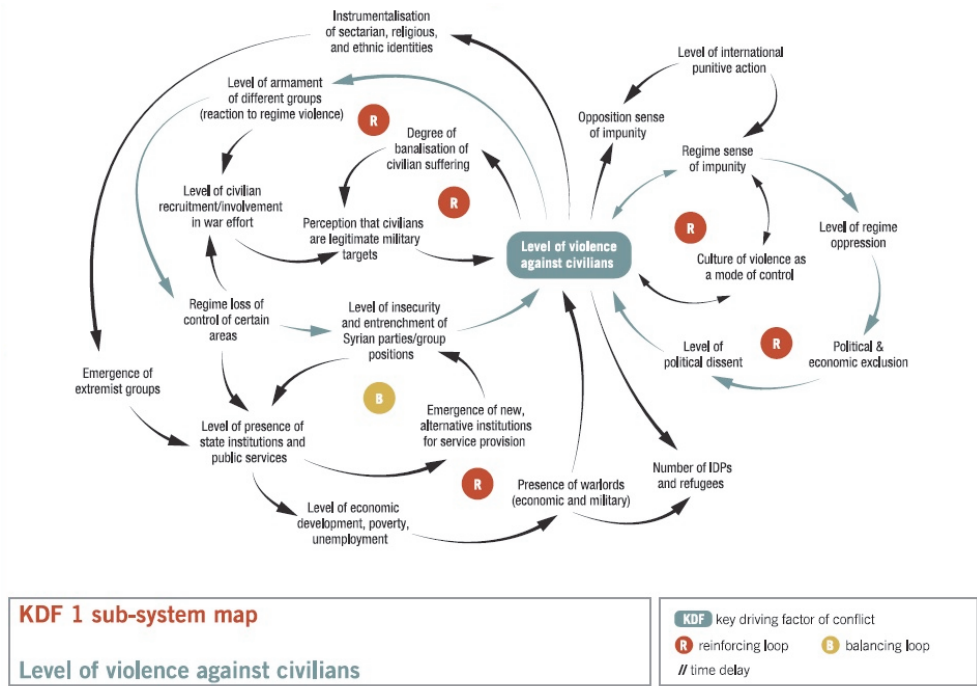 Instrumentalisation
of sectarian, religious,
and ethnic identities
Level of international
punitive action
Level of armament
of different groups
(reaction to regime violence)
R
Opposition sense
of impunity
Degree of
banalisation of
civilian suffering
Regime sense
of impunity
Level of civilian
recruitment/involvement
in war effort
R
Perception that civilians
are legitimate military
targets
Level of violence
against civilians
R
Level of regime
oppression
Culture of violence as
a mode of control
Regime loss of
control of certain
areas
Level of insecurity
and entrenchment of
Syrian parties/group
positions
Level of
political dissent
R
Political &
economic exclusion
Emergence of
extremist groups
B
Emergence of new,
alternative institutions
for service provision
Level of presence of
state institutions and
public services
R
Presence of warlords
(economic and military)
Number of IDPs
and refugees
Level of economic
development, poverty,
unemployment
KDF 1 sub-system map
Level of violence against civilians
KDF key driving factor of conflict
R reinforcing loop B balancing loop
// time delay